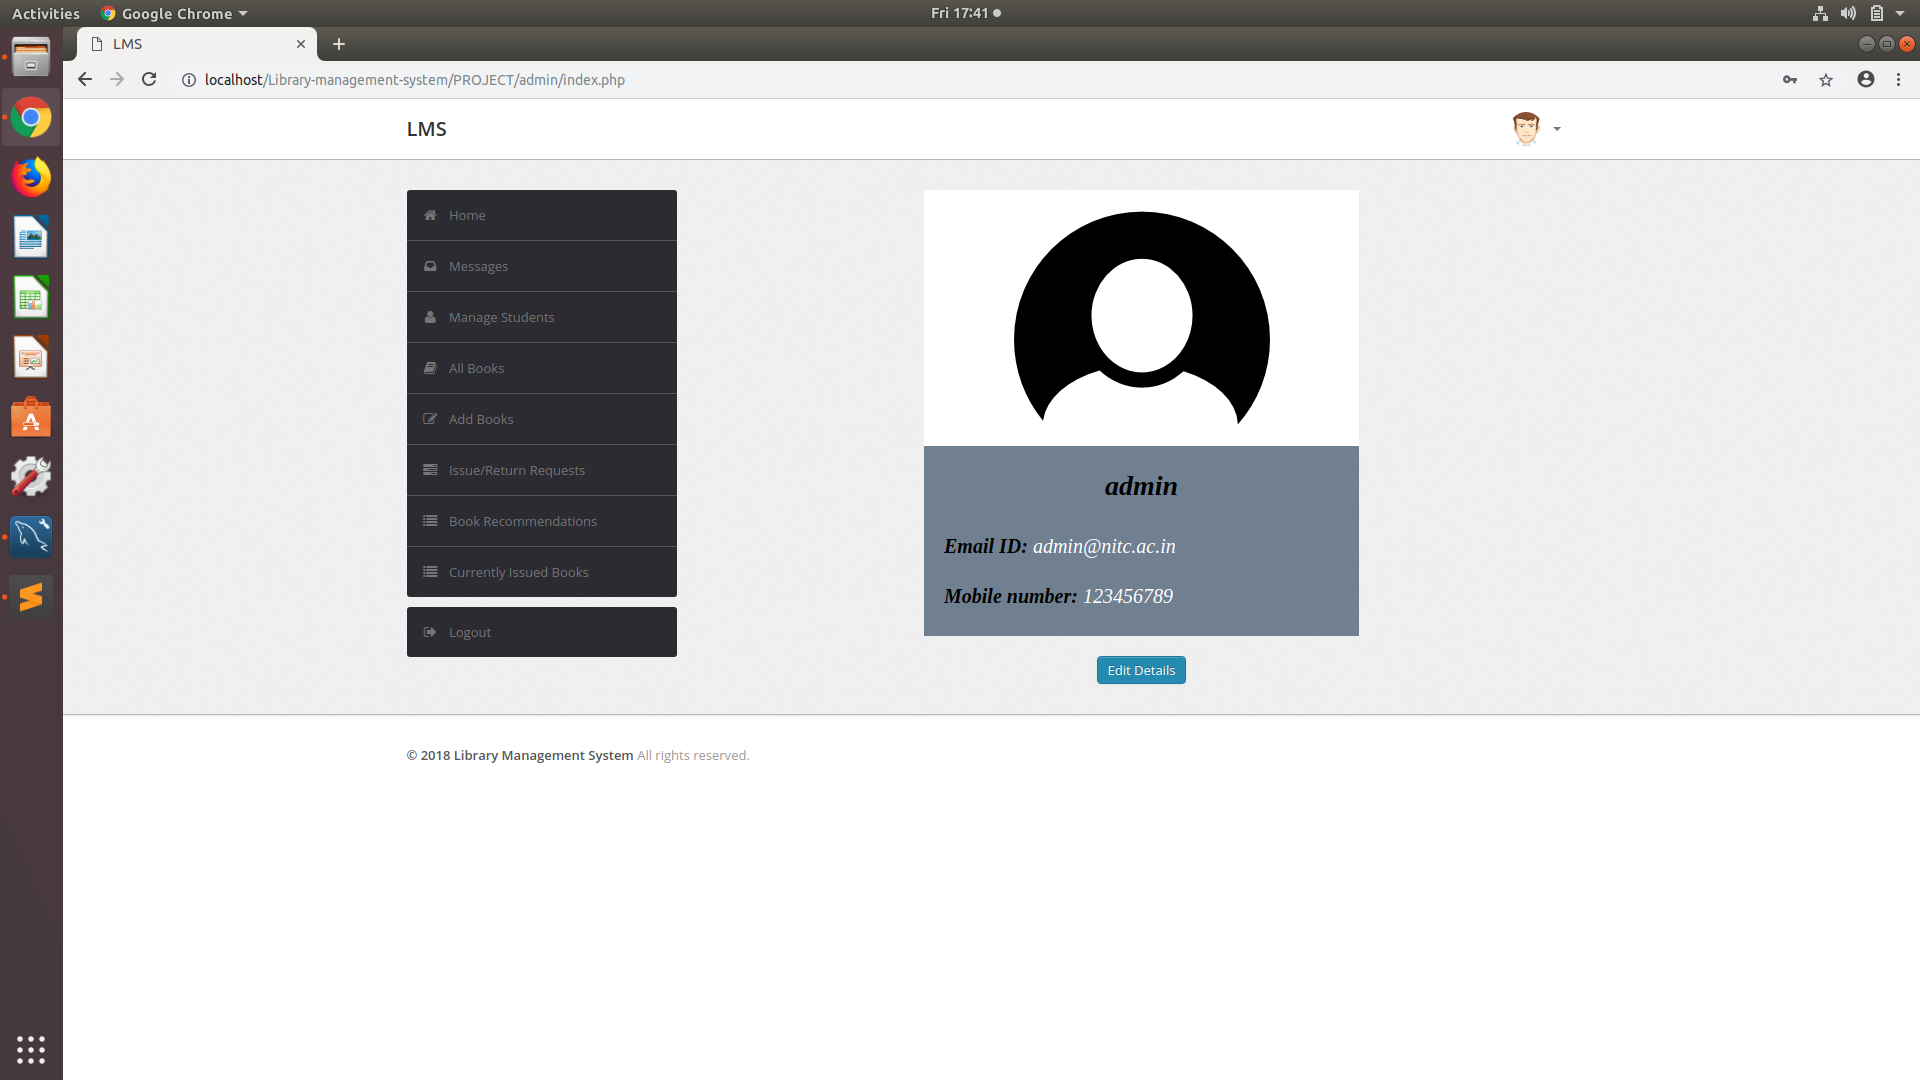 Activities
Google Chrome
Fri 17:41
LMS
localhost/Library-management-system/PROJECT/admin/index.php
LMS
Home
Messages
Manage Students
All Books
Add Books
Issue/Return Requests
Book Recommendations
Currently Issued Books
Logout
admin
Email ID: admin@nitc.ac.in
Mobile number: 123456789
Edit Details
© 2018 Library Management System All rights reserved.